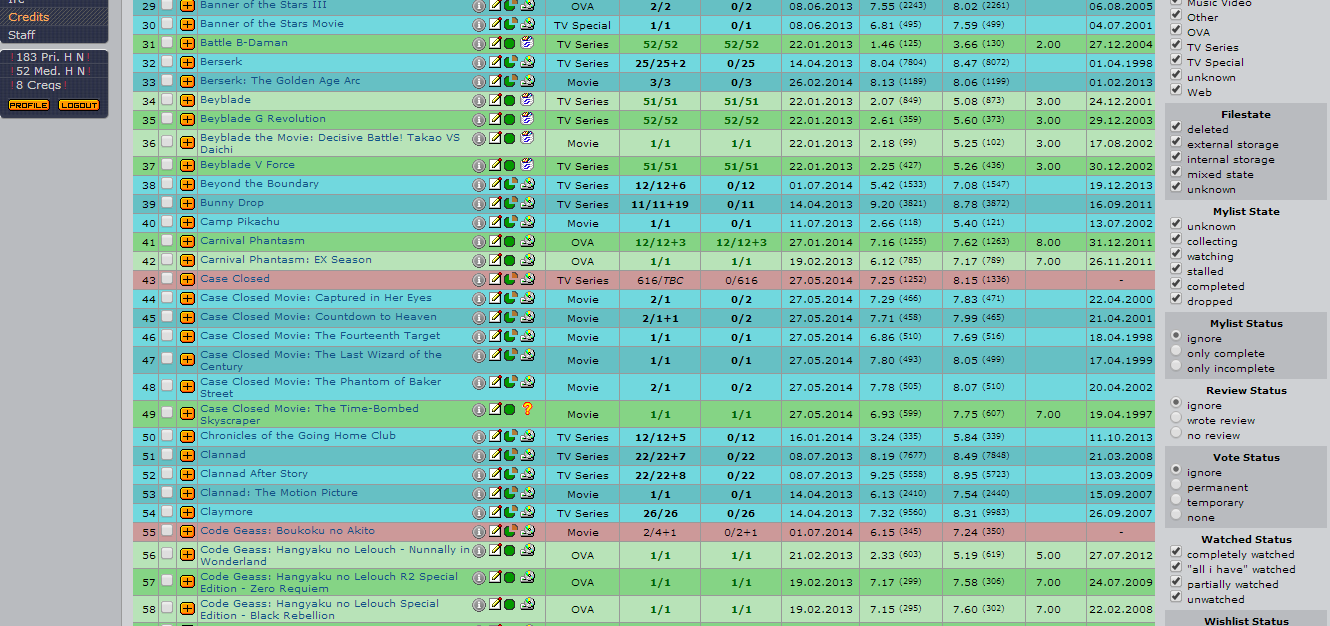 Irc
Credits
Staff
!183 Pri. H N!
!52 Med. H N!
!8 Creqs!
PROFILE LOGOUT
29 Banner of the Stars III OVA 2/2 0/2 08.06.2013 7.55 (2243) 8.02 (2261) 06.08.2005
30 Banner of the Stars Movie TV Special 1/1 0/1 08.06.2013 6.81 (495) 7.59 (499) 04.07.2001
31 Battle B-Daman TV Series 52/52 52/52 22.01.2013 1.46 (125) 3.66 (130) 2.00 27.12.2004
32 Berserk TV Series 25/25+2 0/25 14.04.2013 8.04 (7804) 8.47 (8072) 01.04.1998
33 Berserk: The Golden Age Arc Movie 3/3 0/3 26.02.2014 8.13 (1189) 8.06 (1199) 01.02.2013
34 Beyblade TV Series 51/51 51/51 22.01.2013 2.07 (849) 5.08 (873) 3.00 24.12.2001
35 Beyblade G Revolution TV Series 52/52 52/52 22.01.2013 2.61 (359) 5.60 (373) 3.00 29.12.2003
36 Beyblade the Movie: Decisive Battle! Takao VS
Daichi Movie 1/1 1/1 22.01.2013 2.18 (99) 5.25 (102) 3.00 17.08.2002
37 Beyblade V Force TV Series 51/51 51/51 22.01.2013 2.25 (427) 5.26 (436) 3.00 30.12.2002
38 Beyond the Boundary TV Series 12/12+6 0/12 01.07.2014 5.42 (1533) 7.08 (1547) 19.12.2013
39 Bunny Drop TV Series 11/11+19 0/11 14.04.2013 9.20 (3821) 8.78 (3872) 16.09.2011
40 Camp Pikachu Movie 1/1 0/1 11.07.2013 2.66 (118) 5.40 (121) 13.07.2002
41 Carnival Phantasm OVA 12/12+3 12/12+3 27.01.2014 7.16 (1255) 7.62 (1263) 8.00 31.12.2011
42 Carnival Phantasm: EX Season OVA 1/1 1/1 19.02.2013 6.12 (785) 7.17 (789) 7.00 26.11.2011
43 Case Closed TV Series 616/TBC 0/616 27.05.2014 7.25 (1252) 8.15 (1336) -
44 Case Closed Movie: Captured in Her Eyes Movie 2/1 0/2 27.05.2014 7.29 (466) 7.83 (471) 22.04.2000
45 Case Closed Movie: Countdown to Heaven Movie 2/1+1 0/2 27.05.2014 7.71 (458) 7.99 (465) 21.04.2001
46 Case Closed Movie: The Fourteenth Target Movie 1/1 0/1 27.05.2014 6.86 (510) 7.69 (516) 18.04.1998
47 Case Closed Movie: The Last Wizard of the
Century Movie 1/1 0/1 27.05.2014 7.80 (493) 8.05 (499) 17.04.1999
48 Case Closed Movie: The Phantom of Baker
Street Movie 2/1 0/2 27.05.2014 7.78 (505) 8.07 (510) 20.04.2002
49 Case Closed Movie: The Time-Bombed
Skyscraper Movie 1/1 1/1 27.05.2014 6.93 (599) 7.75 (607) 7.00 19.04.1997
50 Chronicles of the Going Home Club TV Series 12/12+5 0/12 16.01.2014 3.24 (335) 5.84 (339) 11.10.2013
51 Clannad TV Series 22/22+7 0/22 08.07.2013 8.19 (7677) 8.49 (7848) 21.03.2008
52 Clannad After Story TV Series 22/22+8 0/22 08.07.2013 9.25 (5558) 8.95 (5723) 13.03.2009
53 Clannad: The Motion Picture Movie 1/1 0/1 14.04.2013 6.13 (2410) 7.54 (2440) 15.09.2007
54 Claymore TV Series 26/26 0/26 14.04.2013 7.32 (9560) 8.31 (9983) 26.09.2007
55 Code Geass: Boukoku no Akito Movie 2/4+1 0/2+1 01.07.2014 6.15 (345) 7.24 (350) -
56 Code Geass: Hangyaku no Lelouch - Nunnally in
Wonderland OVA 1/1 1/1 21.02.2013 2.33 (603) 5.19 (619) 5.00 27.07.2012
57 Code Geass: Hangyaku no Lelouch R2 Special
Edition - Zero Requiem OVA 1/1 1/1 19.02.2013 7.17 (299) 7.58 (306) 7.00 24.07.2009
58 Code Geass: Hangyaku no Lelouch Special
Edition - Black Rebellion OVA 1/1 1/1 19.02.2013 7.15 (295) 7.60 (302) 7.00 22.02.2008
Music Video
Other
OVA
TV Series
TV Special
unknown
Web
Filestate
deleted
external storage
internal storage
mixed state
unknown
Mylist State
unknown
collecting
watching
stalled
completed
dropped
Mylist Status
ignore
only complete
only incomplete
Review Status
ignore
wrote review
no review
Vote Status
ignore
permanent
temporary
none
Watched Status
completely watched
"all i have" watched
partially watched
unwatched
Wishlist Status